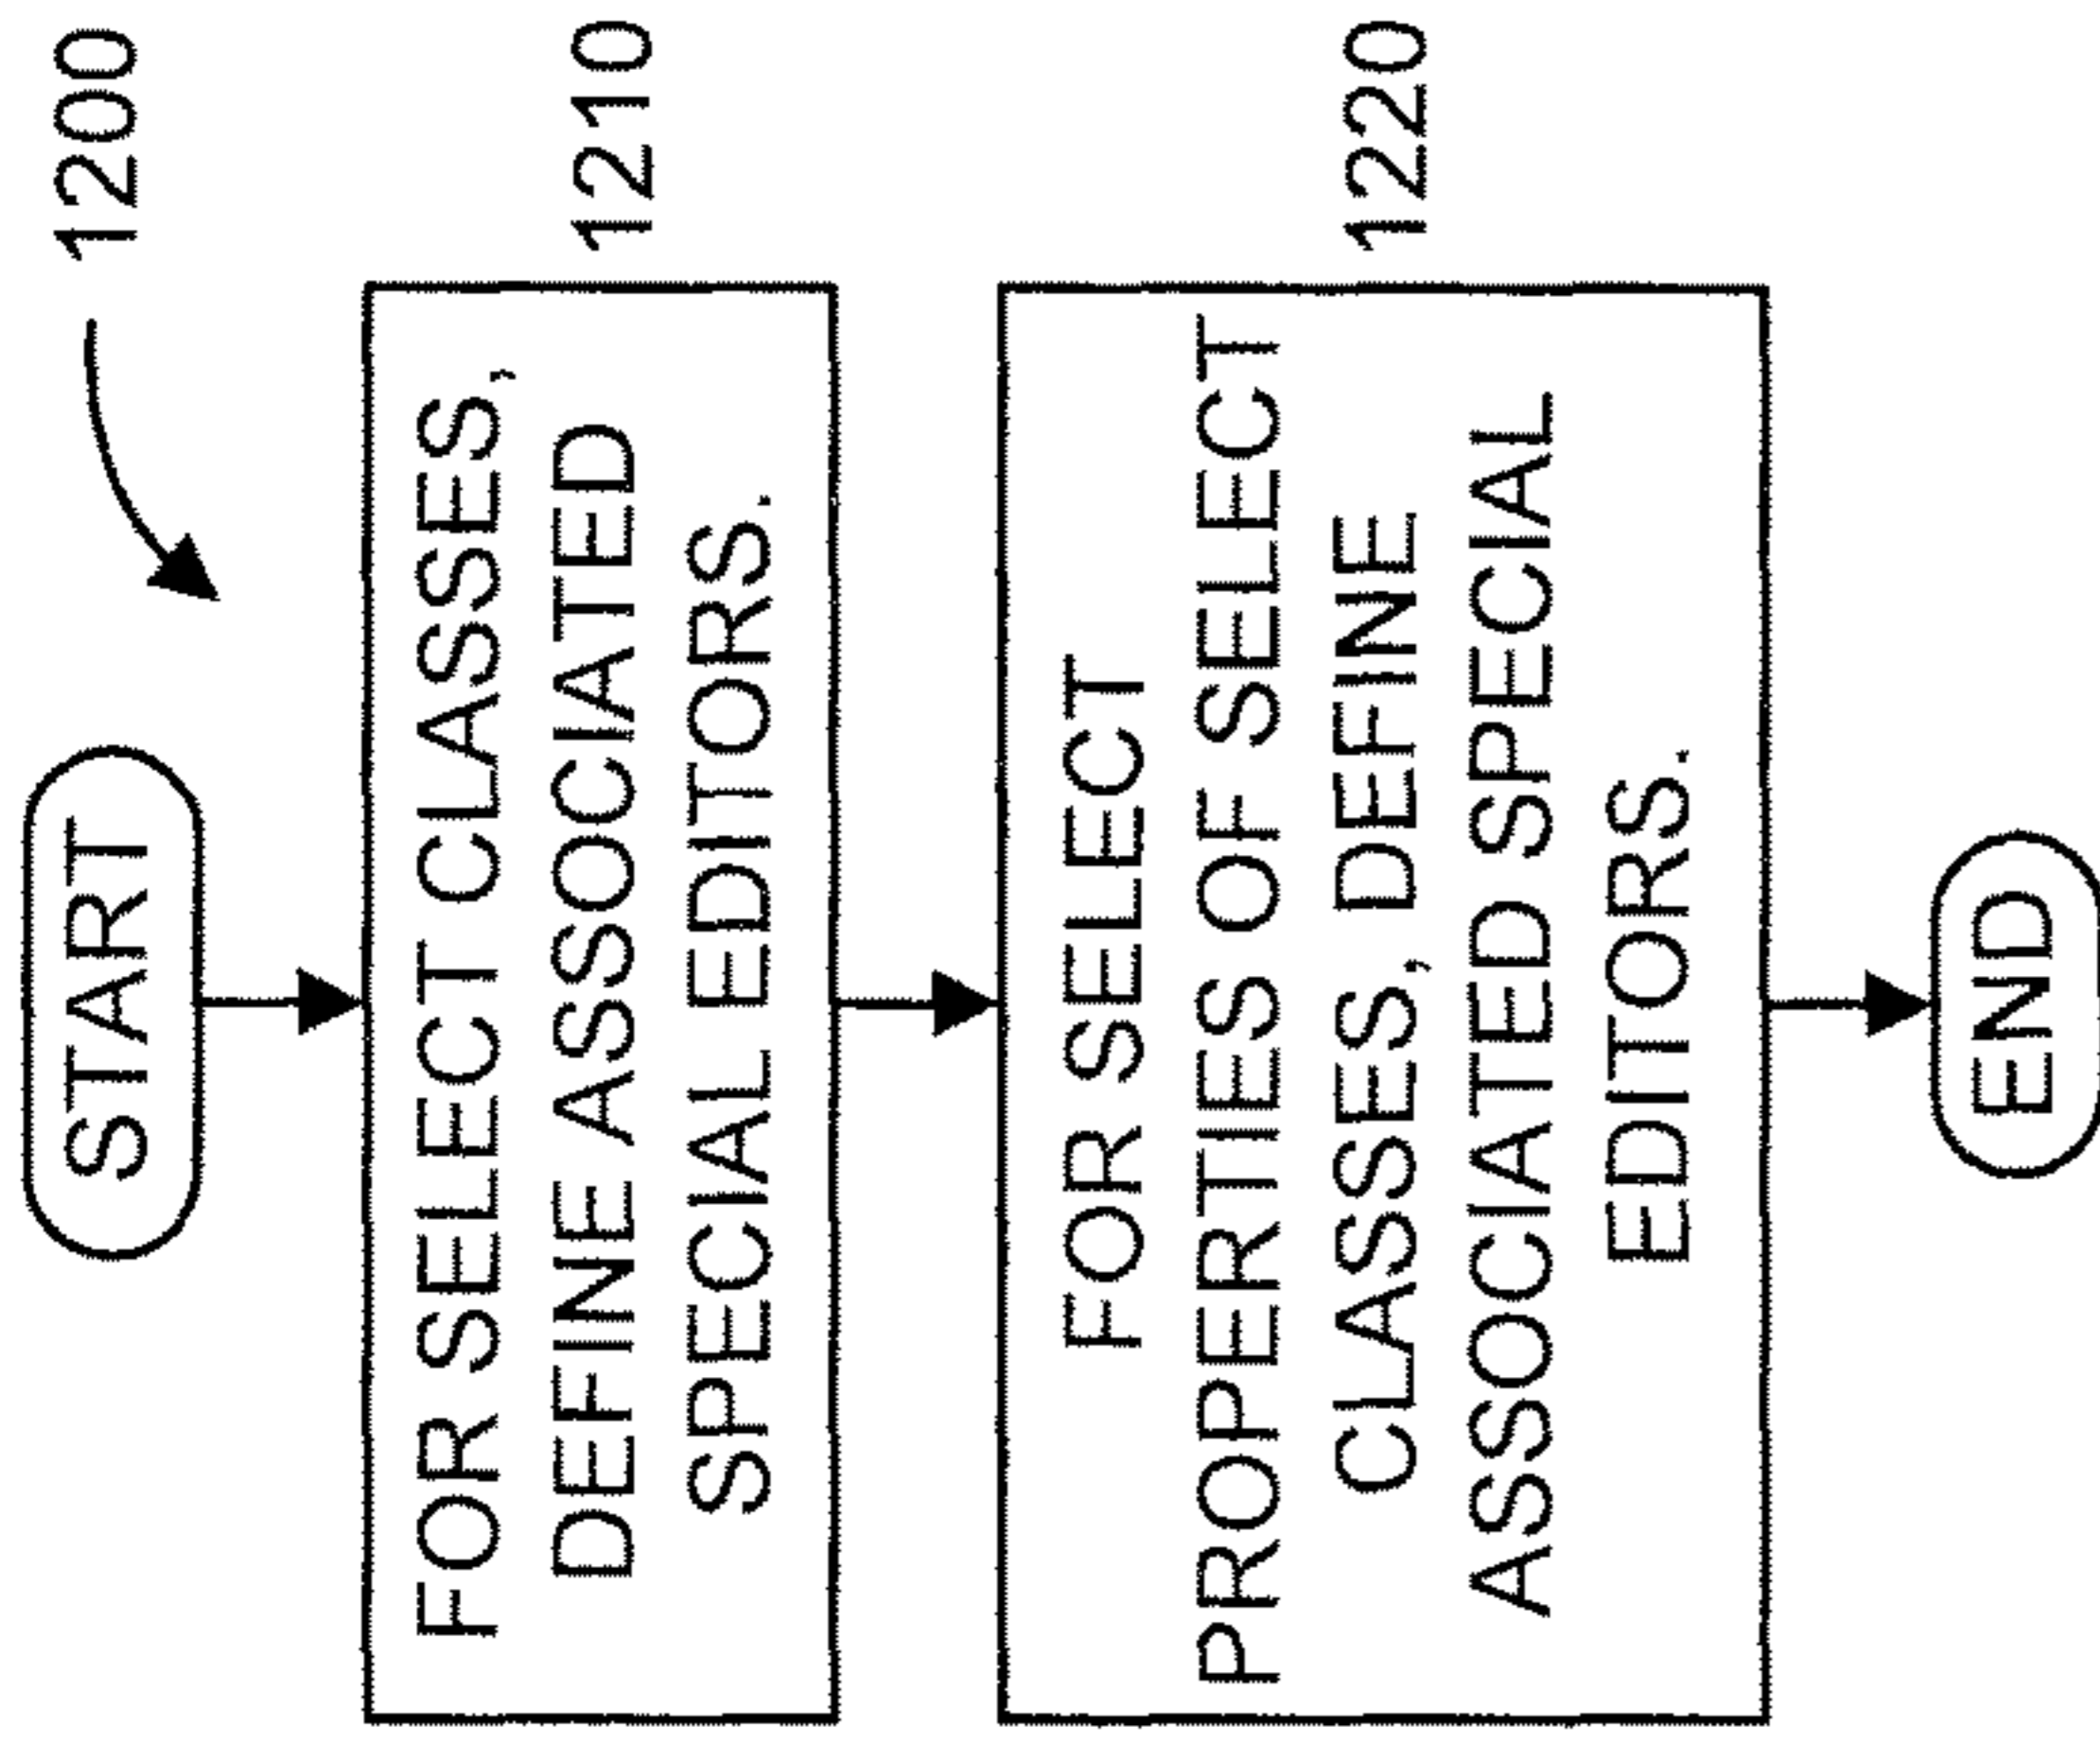 1200
START
FOR SELECT CLASSES,
DEFINE ASSOCIATED
SPECIAL EDITORS.
1210
FOR SELECT
PROPERTIES OF SELECT
CLASSES, DEFINE
ASSOCIATED SPECIAL
EDITORS.
1220
END